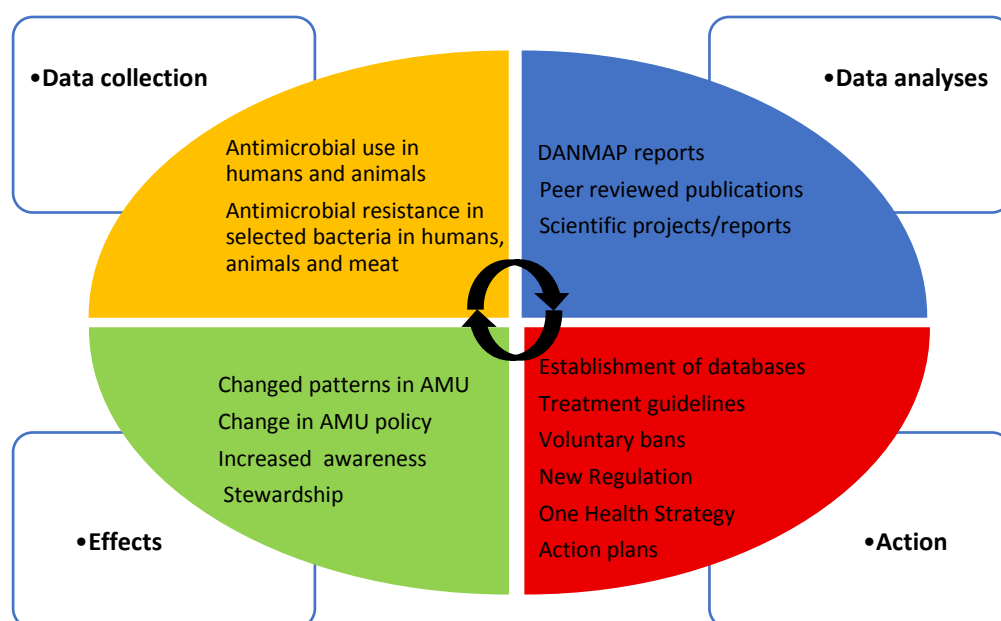 •Data collection
Antimicrobial use in
humans and animals
Antimicrobial resistance in
selected bacteria in humans,
animals and meat
•Data analyses
DANMAP reports
Peer reviewed publications
Scientific projects/reports
Changed patterns in AMU
Change in AMU policy
Increased awareness
Stewardship
•Effects
Establishment of databases
Treatment guidelines
Voluntary bans
New Regulation
One Health Strategy
Action plans
•Action